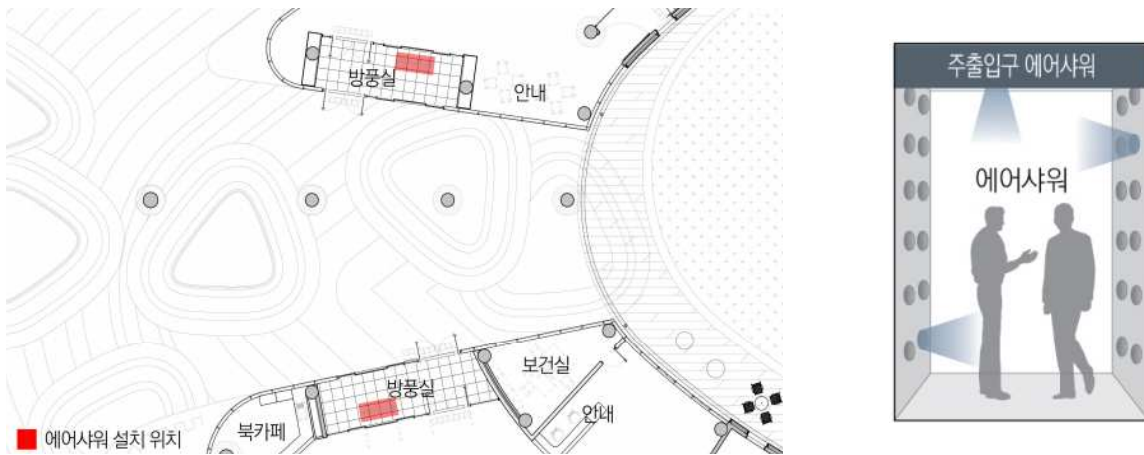 방풍실
안내
방풍실
보건실
안내
북카페
에어샤워 설치 위치
주출입구 에어샤워
에어샤워